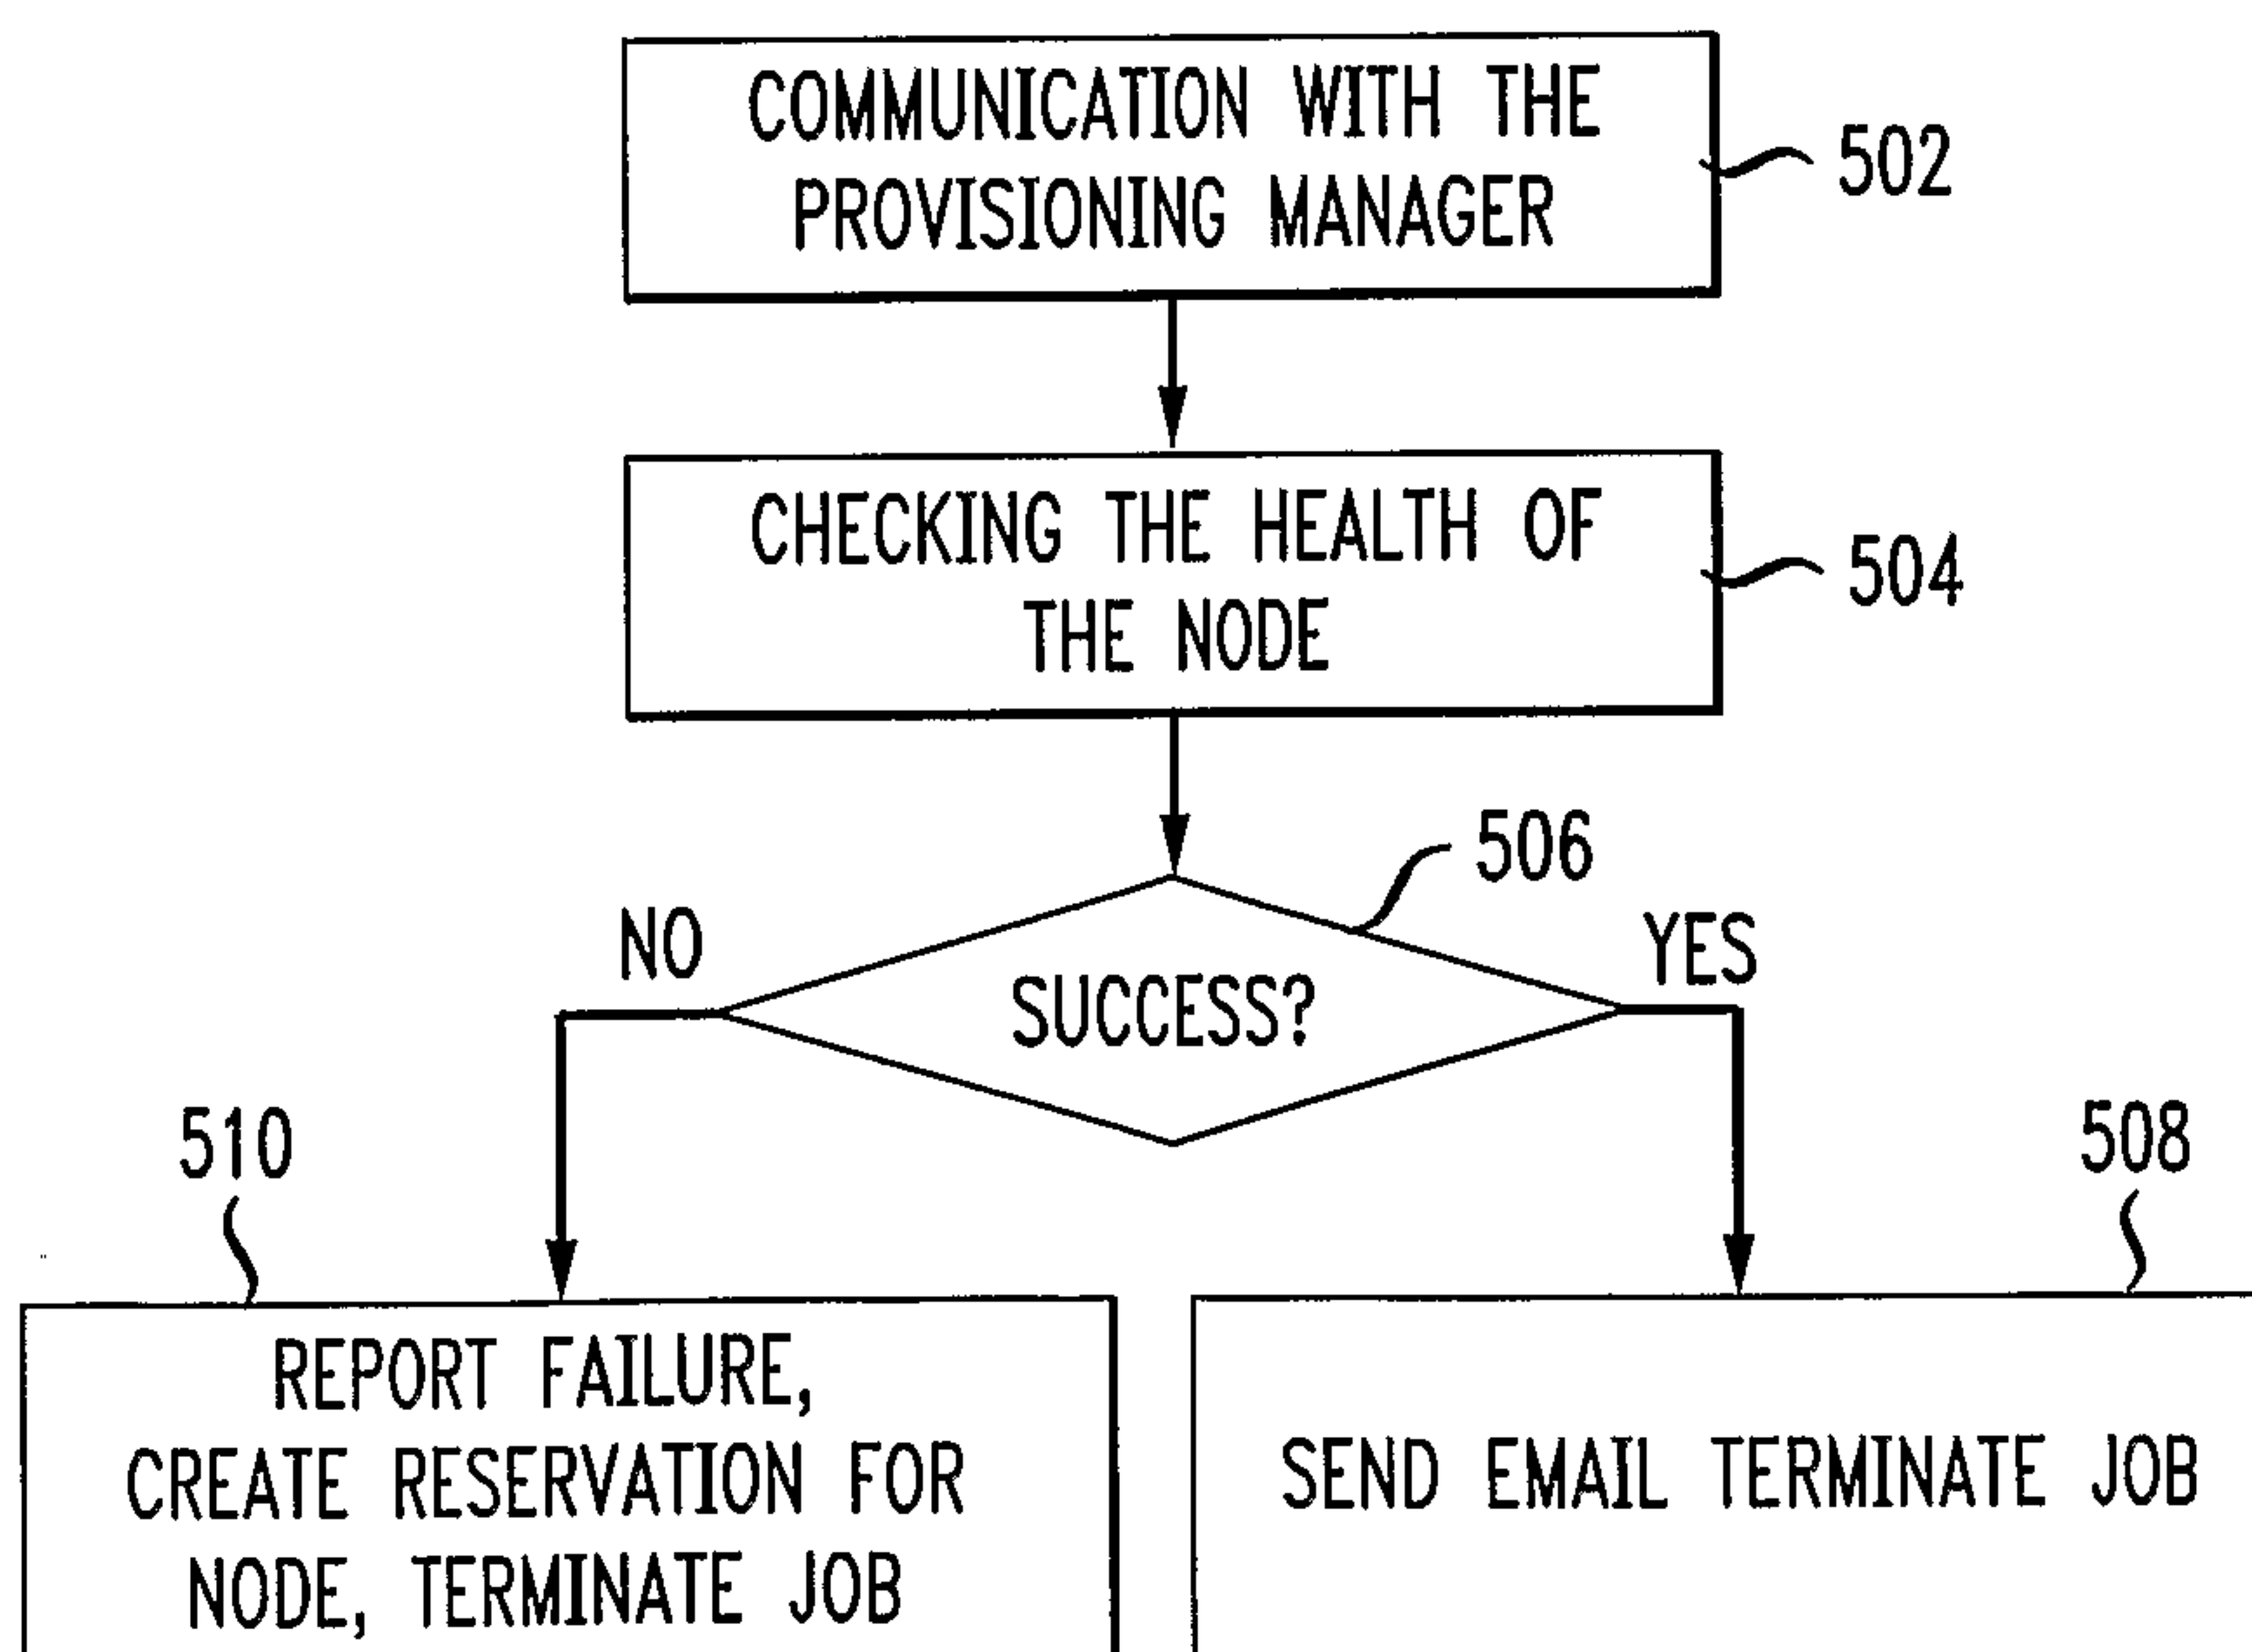 COMMUNICATION WITH THE
PROVISIONING MANAGER
502
CHECKING THE HEALTH OF
THE NODE
504
506
NO
YES
SUCCESS?
510
508
REPORT FAILURE,
CREATE RESERVATION FOR
NODE, TERMINATE JOB
SEND EMAIL TERMINATE JOB